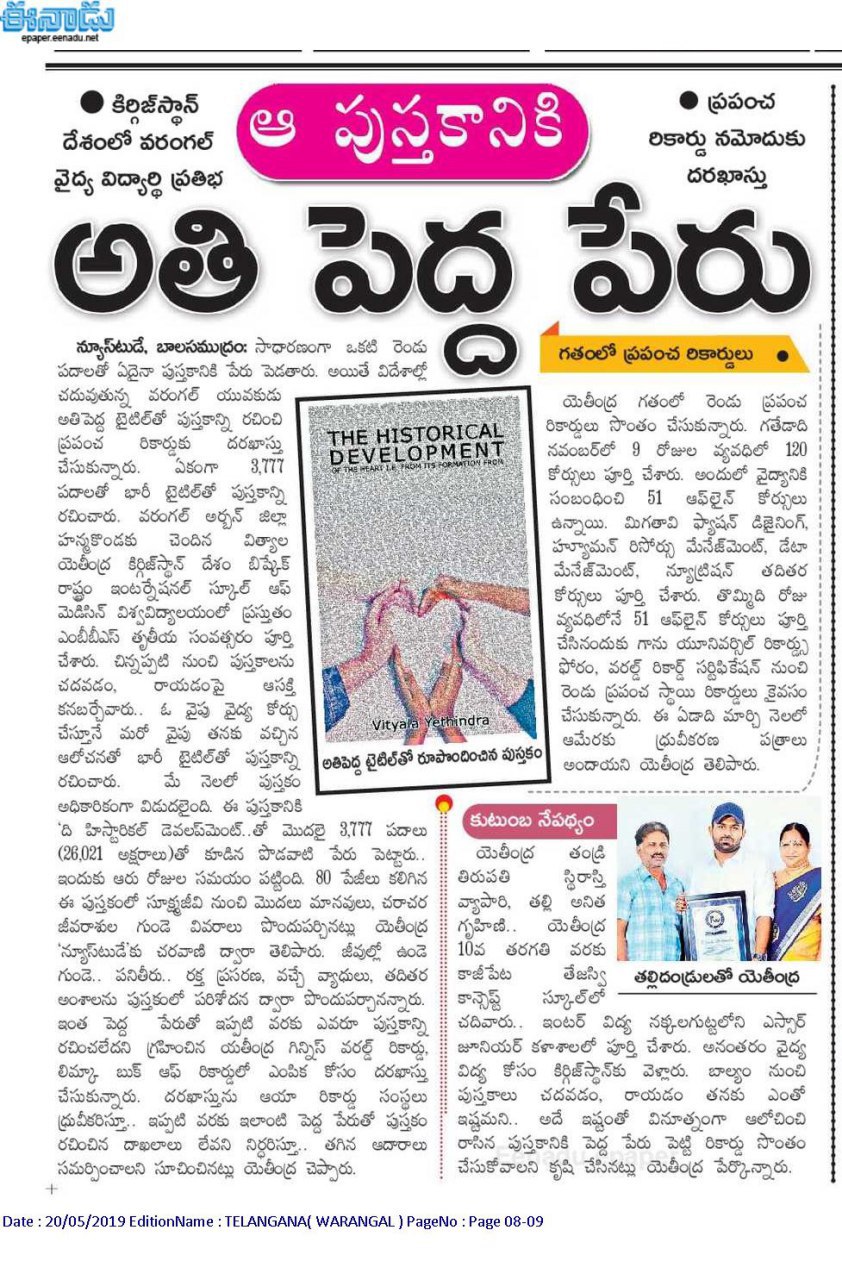 ఈనాడు
epaper.eenadu.net
● కిర్గిజ్‌స్థాన్
దేశంలో వరంగల్
వైద్య విద్యార్థి ప్రతిభ
ఆ పుస్తకానికి
● ప్రపంచ
రికార్డు నమోదుకు
దరఖాస్తు
అతి పెద్ద పేరు
న్యూస్‌టుడే, బాలసముద్రం: సాధారణంగా ఒకటి రెండు
పదాలతో ఏదైనా పుస్తకానికి పేరు పెడతారు. అయితే విదేశాల్లో
చదువుతున్న వరంగల్ యువకుడు
అతిపెద్ద టైటిల్‌తో పుస్తకాన్ని రచించి
ప్రపంచ రికార్డుకు దరఖాస్తు
చేసుకున్నారు. ఏకంగా 3,777
పదాలతో భారీ టైటిల్‌తో పుస్తకాన్ని
రచించారు. వరంగల్ అర్బన్ జిల్లా
హన్మకొండకు చెందిన విత్యాల
యెతీంద్ర కిర్గిజ్‌స్థాన్ దేశం బిష్కేక్
రాష్ట్రం ఇంటర్నేషనల్ స్కూల్ ఆఫ్
మెడిసిన్ విశ్వవిద్యాలయంలో ప్రస్తుతం
ఎంబీబీఎస్ తృతీయ సంవత్సరం పూర్తి
చేశారు. చిన్నప్పటి నుంచి పుస్తకాలను
చదవడం, రాయడంపై ఆసక్తి
కనబర్చేవారు.. ఓ వైపు వైద్య కోర్సు
చేస్తూనే మరో వైపు తనకు వచ్చిన
ఆలోచనతో భారీ టైటిల్‌తో పుస్తకాన్ని
రచించారు. మే నెలలో పుస్తకం
అధికారికంగా విడుదలైంది. ఈ పుస్తకానికి
'ది హిస్టారికల్ డెవలప్‌మెంట్..తో మొదలై 3,777 పదాలు
(26,021 అక్షరాలు)తో కూడిన పొడవాటి పేరు పెట్టారు..
ఇందుకు ఆరు రోజుల సమయం పట్టింది. 80 పేజీలు కలిగిన
ఈ పుస్తకంలో సూక్ష్మజీవి నుంచి మొదలు మానవులు, చరాచర
జీవరాశుల గుండె వివరాలు పొందుపర్చినట్లు యెతీంద్ర
'న్యూస్‌టుడే'కు చరవాణి ద్వారా తెలిపారు. జీవుల్లో ఉండే
గుండె.. పనితీరు.. రక్త ప్రసరణ, వచ్చే వ్యాధులు, తదితర
అంశాలను పుస్తకంలో పరిశోదన ద్వారా పొందుపర్చానన్నారు.
ఇంత పెద్ద పేరుతో ఇప్పటి వరకు ఎవరూ పుస్తకాన్ని
రచించలేదని గ్రహించిన యతీంద్ర గిన్నిస్ వరల్డ్ రికార్డు,
లిమ్కా బుక్ ఆఫ్ రికార్డులో ఎంపిక కోసం దరఖాస్తు
చేసుకున్నారు. దరఖాస్తును ఆయా రికార్డు సంస్థలు
ధ్రువీకరిస్తూ.. ఇప్పటి వరకు ఇలాంటి పెద్ద పేరుతో పుస్తకం
రచించిన దాఖలాలు లేవని నిర్ధరిస్తూ.. తగిన ఆదారాలు
సమర్పించాలని సూచించినట్లు యెతీంద్ర చెప్పారు.
THE HISTORICAL
DEVELOPMENT
OF THE HEART I.E. FROM ITS FORMATION FROM
Vityala Yethindra
అతిపెద్ద టైటిల్‌తో రూపొందించిన పుస్తకం
గతంలో ప్రపంచ రికార్డులు ●
యెతీంద్ర గతంలో రెండు ప్రపంచ
రికార్డులు సొంతం చేసుకున్నారు. గతేడాది
నవంబర్‌లో 9 రోజుల వ్యవధిలో 120
కోర్సులు పూర్తి చేశారు. అందులో వైద్యానికి
సంబంధించి 51 ఆఫ్‌లైన్ కోర్సులు
ఉన్నాయి. మిగతావి ఫ్యాషన్ డిజైనింగ్,
హ్యూమన్ రిసోర్సు మేనేజ్‌మెంట్, డేటా
మేనేజ్‌మెంట్, న్యూట్రిషన్ తదితర
కోర్సులు పూర్తి చేశారు. తొమ్మిది రోజు
వ్యవధిలోనే 51 ఆఫ్‌లైన్ కోర్సులు పూర్తి
చేసినందుకు గాను యూనివర్సల్ రికార్డ్స్
ఫోరం, వరల్డ్ రికార్డ్ సర్టిఫికేషన్ నుంచి
రెండు ప్రపంచ స్థాయి రికార్డులు కైవసం
చేసుకున్నారు. ఈ ఏడాది మార్చి నెలలో
ఆమేరకు ధ్రువీకరణ పత్రాలు
అందాయని యెతీంద్ర తెలిపారు.
కుటుంబ నేపథ్యం
యెతీంద్ర తండ్రి
తిరుపతి స్థిరాస్తి
వ్యాపారి, తల్లి అనిత
గృహిణి.. యెతీంద్ర
10వ తరగతి వరకు
కాజీపేట తేజస్వి
కాన్సెప్ట్ స్కూల్‌లో
చదివారు.. ఇంటర్ విద్య నక్కలగుట్టలోని ఎస్సార్
జూనియర్ కళాశాలలో పూర్తి చేశారు. అనంతరం వైద్య
విద్య కోసం కిర్గిజ్‌స్థాన్‌కు వెళ్లారు. బాల్యం నుంచి
పుస్తకాలు చదవడం, రాయడం తనకు ఎంతో
ఇష్టమని.. అదే ఇష్టంతో వినూత్నంగా ఆలోచించి
రాసిన పుస్తకానికి పెద్ద పేరు పెట్టి రికార్డు సొంతం
చేసుకోవాలని కృషి చేసినట్లు యెతీంద్ర పేర్కొన్నారు.
తల్లిదండ్రులతో యెతీంద్ర
Eenadu epaper
Date : 20/05/2019 EditionName : TELANGANA( WARANGAL ) PageNo : Page 08-09